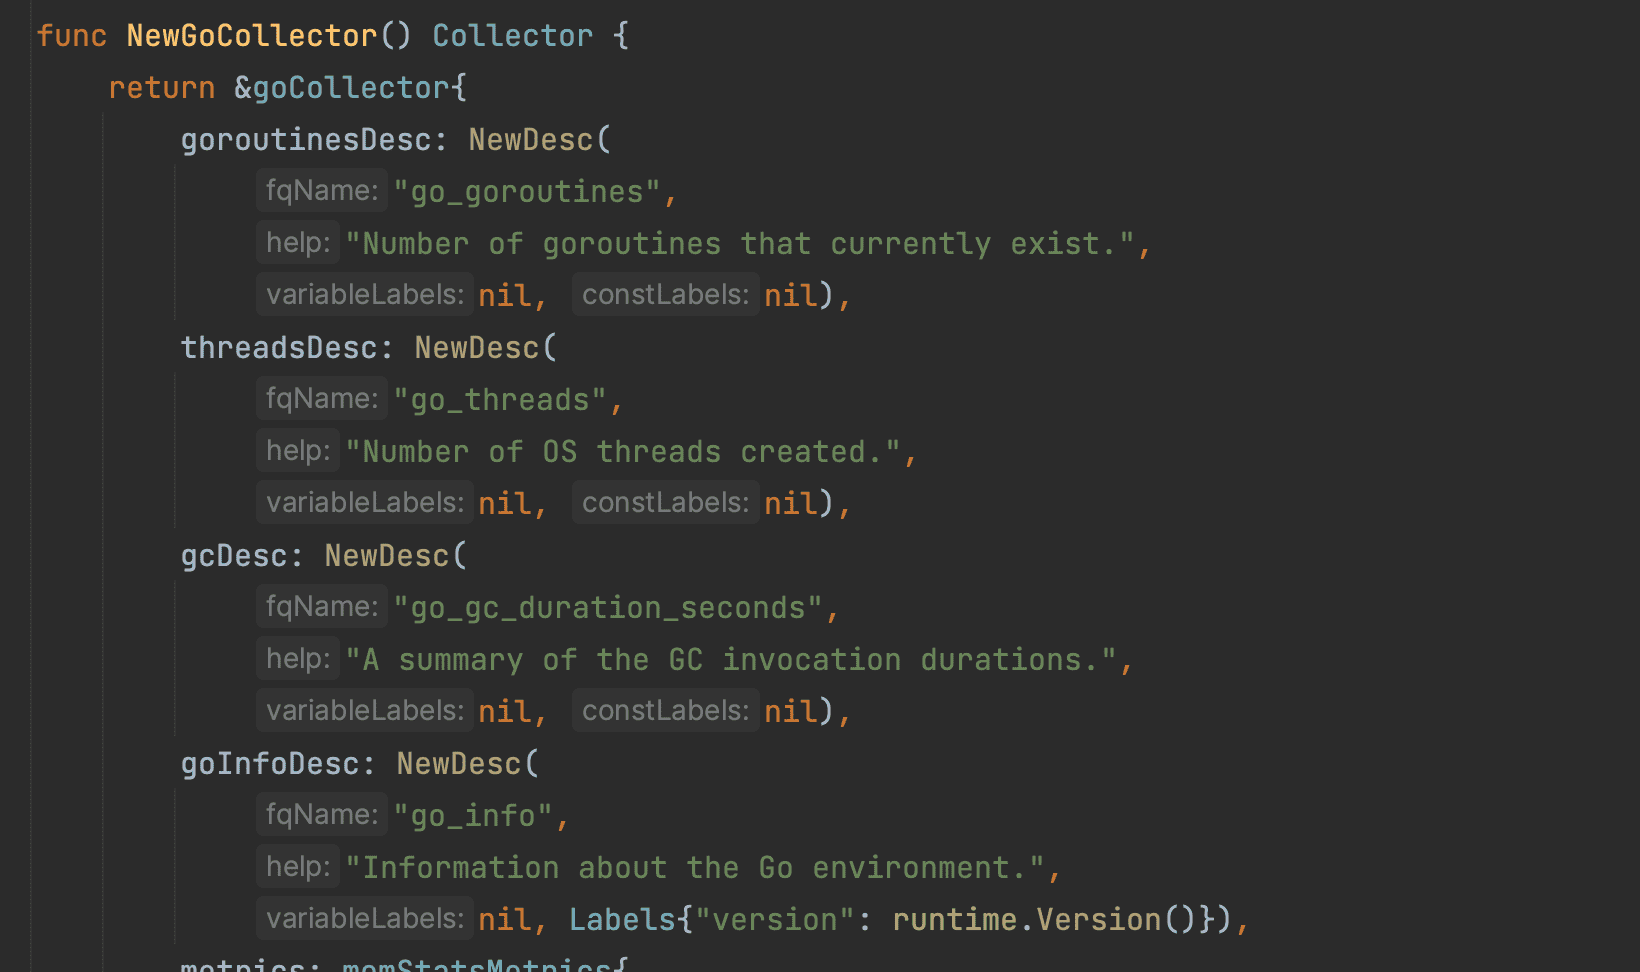 func NewGoCollector() Collector {
return &goCollector{
goroutinesDesc: NewDesc(
fqName: "go_goroutines",
help: "Number of goroutines that currently exist.",
variableLabels: nil, constLabels: nil),
threadsDesc: NewDesc(
fqName: "go_threads",
help: "Number of OS threads created.",
variableLabels: nil, constLabels: nil),
gcDesc: NewDesc(
fqName: "go_gc_duration_seconds",
help: "A summary of the GC invocation durations.",
variableLabels: nil, constLabels: nil),
goInfoDesc: NewDesc(
fqName: "go_info",
help: "Information about the Go environment.",
variableLabels: nil, Labels{"version": runtime.Version()}),
metrics: memStatsMetrics{